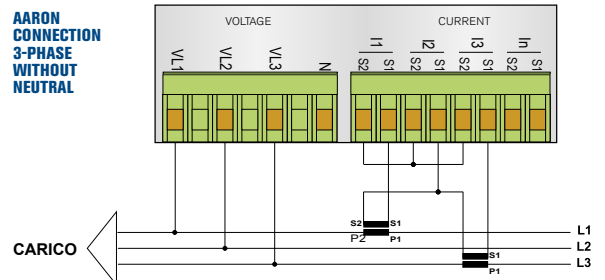 AARON
CONNECTION
3-PHASE
WITHOUT
NEUTRAL
VOLTAGE
CURRENT
VL1
VL2
VL3
N
I1
I2
I3
In
S2
S1
S2
S1
S2
S1
S2
S1
S2
S1
P2
P1
L1
L2
L3
CARICO
S1
P1